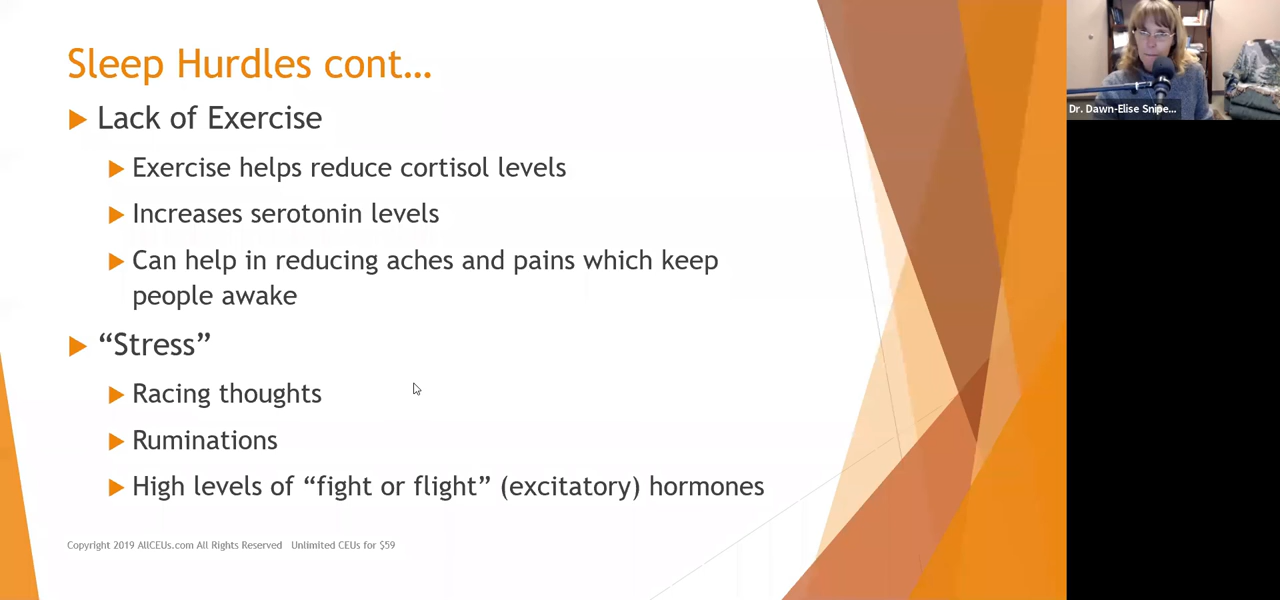 Sleep Hurdles cont…
Lack of Exercise
Exercise helps reduce cortisol levels
Increases serotonin levels
Can help in reducing aches and pains which keep
people awake
“Stress”
Racing thoughts
Ruminations
High levels of “fight or flight” (excitatory) hormones
Copyright 2019 AllCEUs.com All Rights Reserved Unlimited CEUs for $59
Dr. Dawn-Elise Snipe...